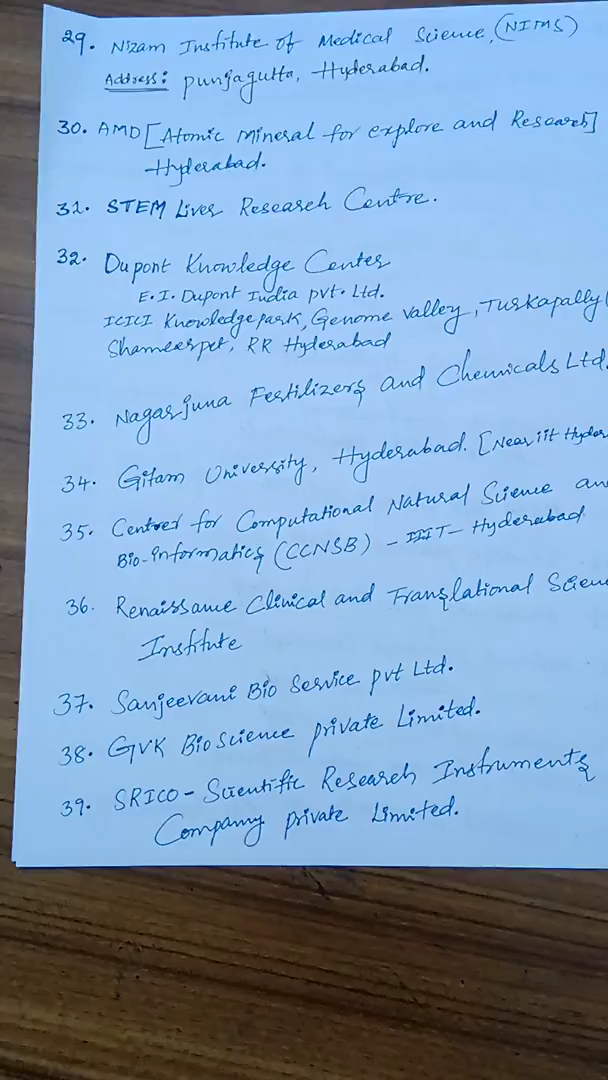 29. Nizam Institute of Medical Science, (NIMS)
Address: Punjagutta, Hyderabad.
30. AMD [Atomic Mineral for explore and Research]
Hyderabad.
31. STEM Liver Research Centre.
32. Dupont Knowledge Center
E.I. Dupont India pvt. Ltd.
ICICI Knowledge park, Genome valley, Turkapally (
Shameerpet, RR Hyderabad
33. Nagarjuna Fertilizers and Chemicals Ltd.
34. Gitam University, Hyderabad. [Near iit Hyder
35. Centred for Computational Natural Science an
Bio-informatics (CCNSB) - IIIT- Hyderabad
36. Renaissance Clinical and Translational Scien
Institute
37. Sanjeevani Bio Service pvt Ltd.
38. GVK Bioscience private Limited.
39. SRICO - Scientific Research Instruments
Company private Limited.